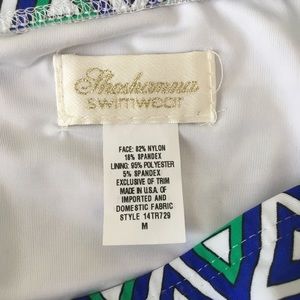 Shoshanna
swimwear
FACE: 82% NYLON
18% SPANDEX
LINING: 95% POLYESTER
5% SPANDEX
EXCLUSIVE OF TRIM
MADE IN U.S.A. OF
IMPORTED AND
DOMESTIC FABRIC
STYLE 14TR729
M